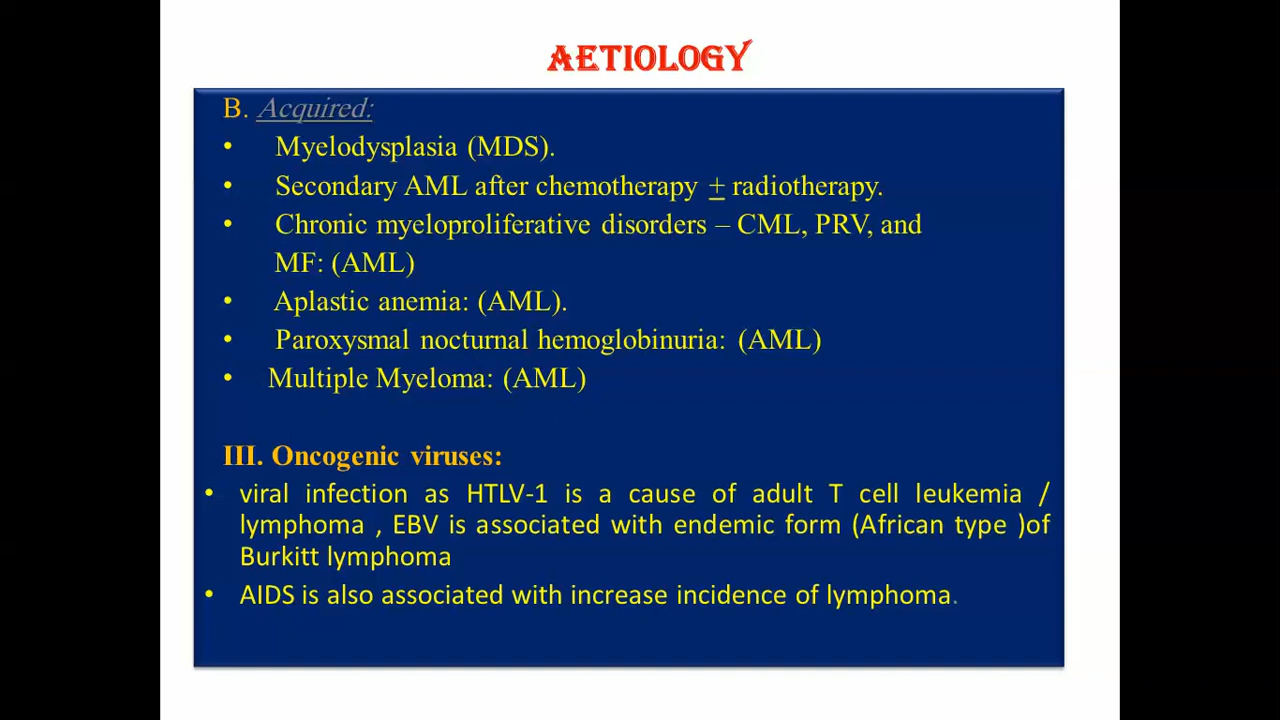 AETIOLOGY
B. Acquired:
• Myelodysplasia (MDS).
• Secondary AML after chemotherapy ± radiotherapy.
• Chronic myeloproliferative disorders – CML, PRV, and
MF: (AML)
• Aplastic anemia: (AML).
• Paroxysmal nocturnal hemoglobinuria: (AML)
• Multiple Myeloma: (AML)
III. Oncogenic viruses:
• viral infection as HTLV-1 is a cause of adult T cell leukemia /
lymphoma , EBV is associated with endemic form (African type )of
Burkitt lymphoma
• AIDS is also associated with increase incidence of lymphoma.